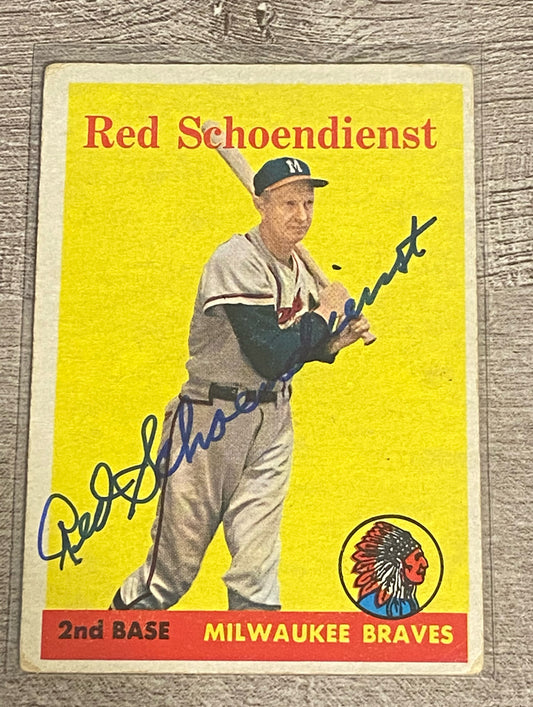 Red Schoendienst
M
Red Schoendienst
2nd BASE MILWAUKEE BRAVES